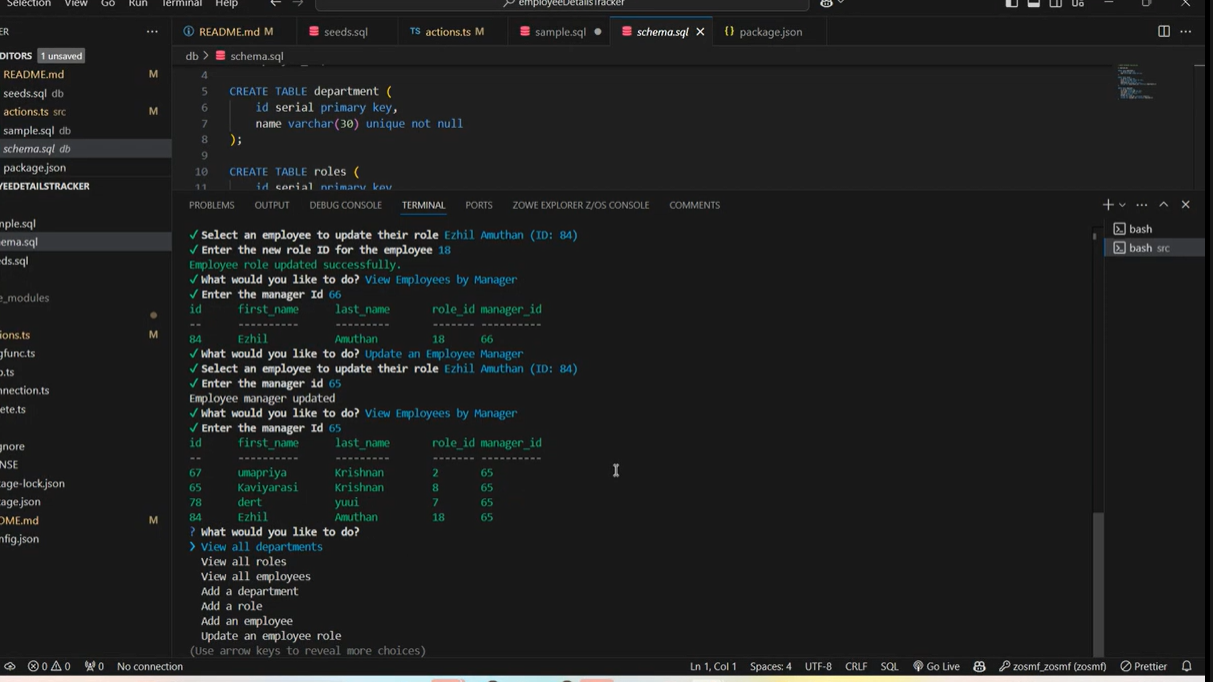 Selection View Go Run Terminal Help employeeDetailsTracker
README.md M seeds.sql actions.ts M sample.sql schema.sql package.json
EDITORS 1 unsaved
db > schema.sql
README.md M
seeds.sql db
actions.ts src M
sample.sql db
schema.sql db
package.json
YEEDETAILSTRACKER
mple.sql
ema.sql
eds.sql
e_modules
ions.ts M
gfunc.ts
p.ts
nnection.ts
ete.ts
gnore
NSE
kage-lock.json
kage.json
DME.md M
nfig.json
4
5 CREATE TABLE department (
6 id serial primary key,
7 name varchar(30) unique not null
8 );
9
10 CREATE TABLE roles (
11 id serial primary key
PROBLEMS OUTPUT DEBUG CONSOLE TERMINAL PORTS ZOWE EXPLORER Z/OS CONSOLE COMMENTS
bash
bash src
✓ Select an employee to update their role Ezhil Amuthan (ID: 84)
✓ Enter the new role ID for the employee 18
Employee role updated successfully.
✓ What would you like to do? View Employees by Manager
✓ Enter the manager Id 66
id first_name last_name role_id manager_id
-- ---------- --------- ------- ----------
84 Ezhil Amuthan 18 66
✓ What would you like to do? Update an Employee Manager
✓ Select an employee to update their role Ezhil Amuthan (ID: 84)
✓ Enter the manager id 65
Employee manager updated
✓ What would you like to do? View Employees by Manager
✓ Enter the manager Id 65
id first_name last_name role_id manager_id
-- ---------- --------- ------- ----------
67 umapriya Krishnan 2 65
65 Kaviyarasi Krishnan 8 65
78 dert yuui 7 65
84 Ezhil Amuthan 18 65
? What would you like to do?
❯ View all departments
View all roles
View all employees
Add a department
Add a role
Add an employee
Update an employee role
(Use arrow keys to reveal more choices)
0 0 0 No connection Ln 1, Col 1 Spaces: 4 UTF-8 CRLF SQL Go Live zosmf_zosmf (zosmf) Prettier